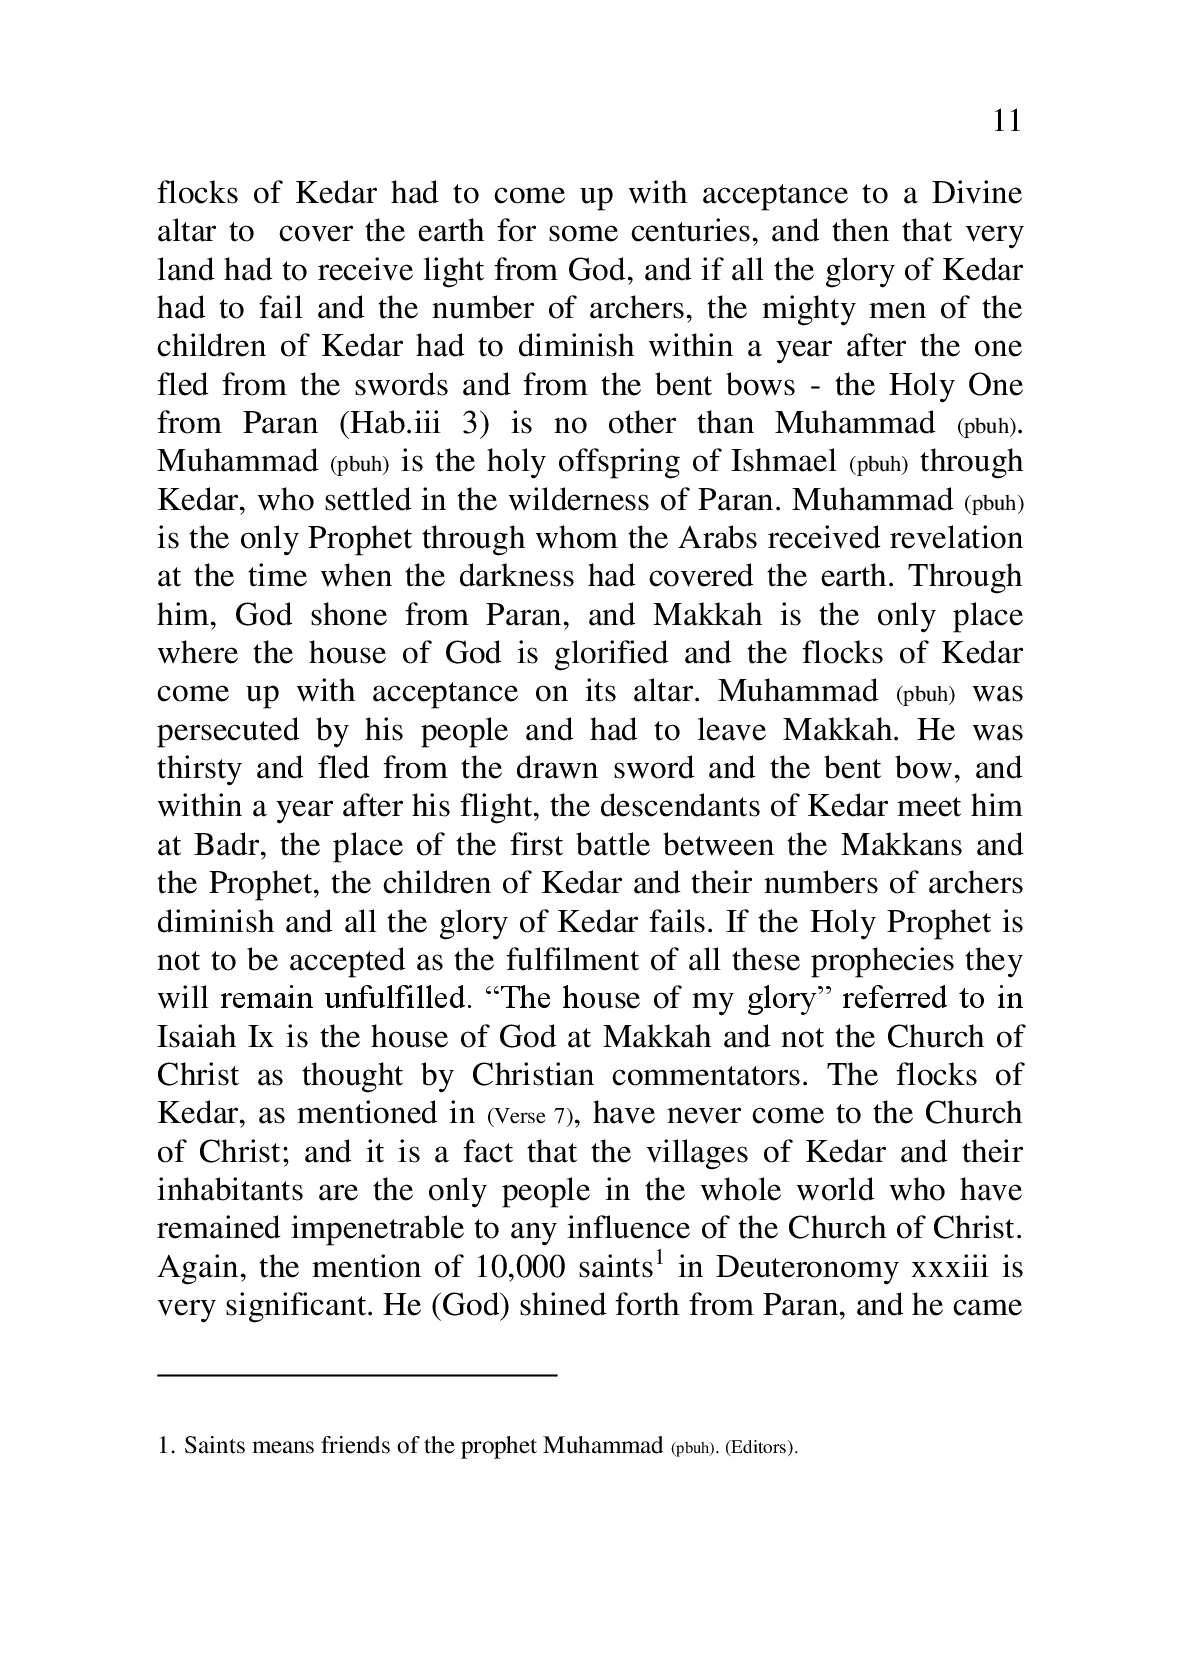 11
flocks of Kedar had to come up with acceptance to a Divine
altar to  cover the earth for some centuries, and then that very
land had to receive light from God, and if all the glory of Kedar
had to fail and the number of archers, the mighty men of the
children of Kedar had to diminish within a year after the one
fled from the swords and from the bent bows - the Holy One
from Paran (Hab.iii 3) is no other than Muhammad (pbuh).
Muhammad (pbuh) is the holy offspring of Ishmael (pbuh) through
Kedar, who settled in the wilderness of Paran. Muhammad (pbuh)
is the only Prophet through whom the Arabs received revelation
at the time when the darkness had covered the earth. Through
him, God shone from Paran, and Makkah is the only place
where the house of God is glorified and the flocks of Kedar
come up with acceptance on its altar. Muhammad (pbuh) was
persecuted by his people and had to leave Makkah. He was
thirsty and fled from the drawn sword and the bent bow, and
within a year after his flight, the descendants of Kedar meet him
at Badr, the place of the first battle between the Makkans and
the Prophet, the children of Kedar and their numbers of archers
diminish and all the glory of Kedar fails. If the Holy Prophet is
not to be accepted as the fulfilment of all these prophecies they
will remain unfulfilled. “The house of my glory” referred to in
Isaiah Ix is the house of God at Makkah and not the Church of
Christ as thought by Christian commentators. The flocks of
Kedar, as mentioned in (Verse 7), have never come to the Church
of Christ; and it is a fact that the villages of Kedar and their
inhabitants are the only people in the whole world who have
remained impenetrable to any influence of the Church of Christ.
Again, the mention of 10,000 saints1 in Deuteronomy xxxiii is
very significant. He (God) shined forth from Paran, and he came
1. Saints means friends of the prophet Muhammad (pbuh). (Editors).